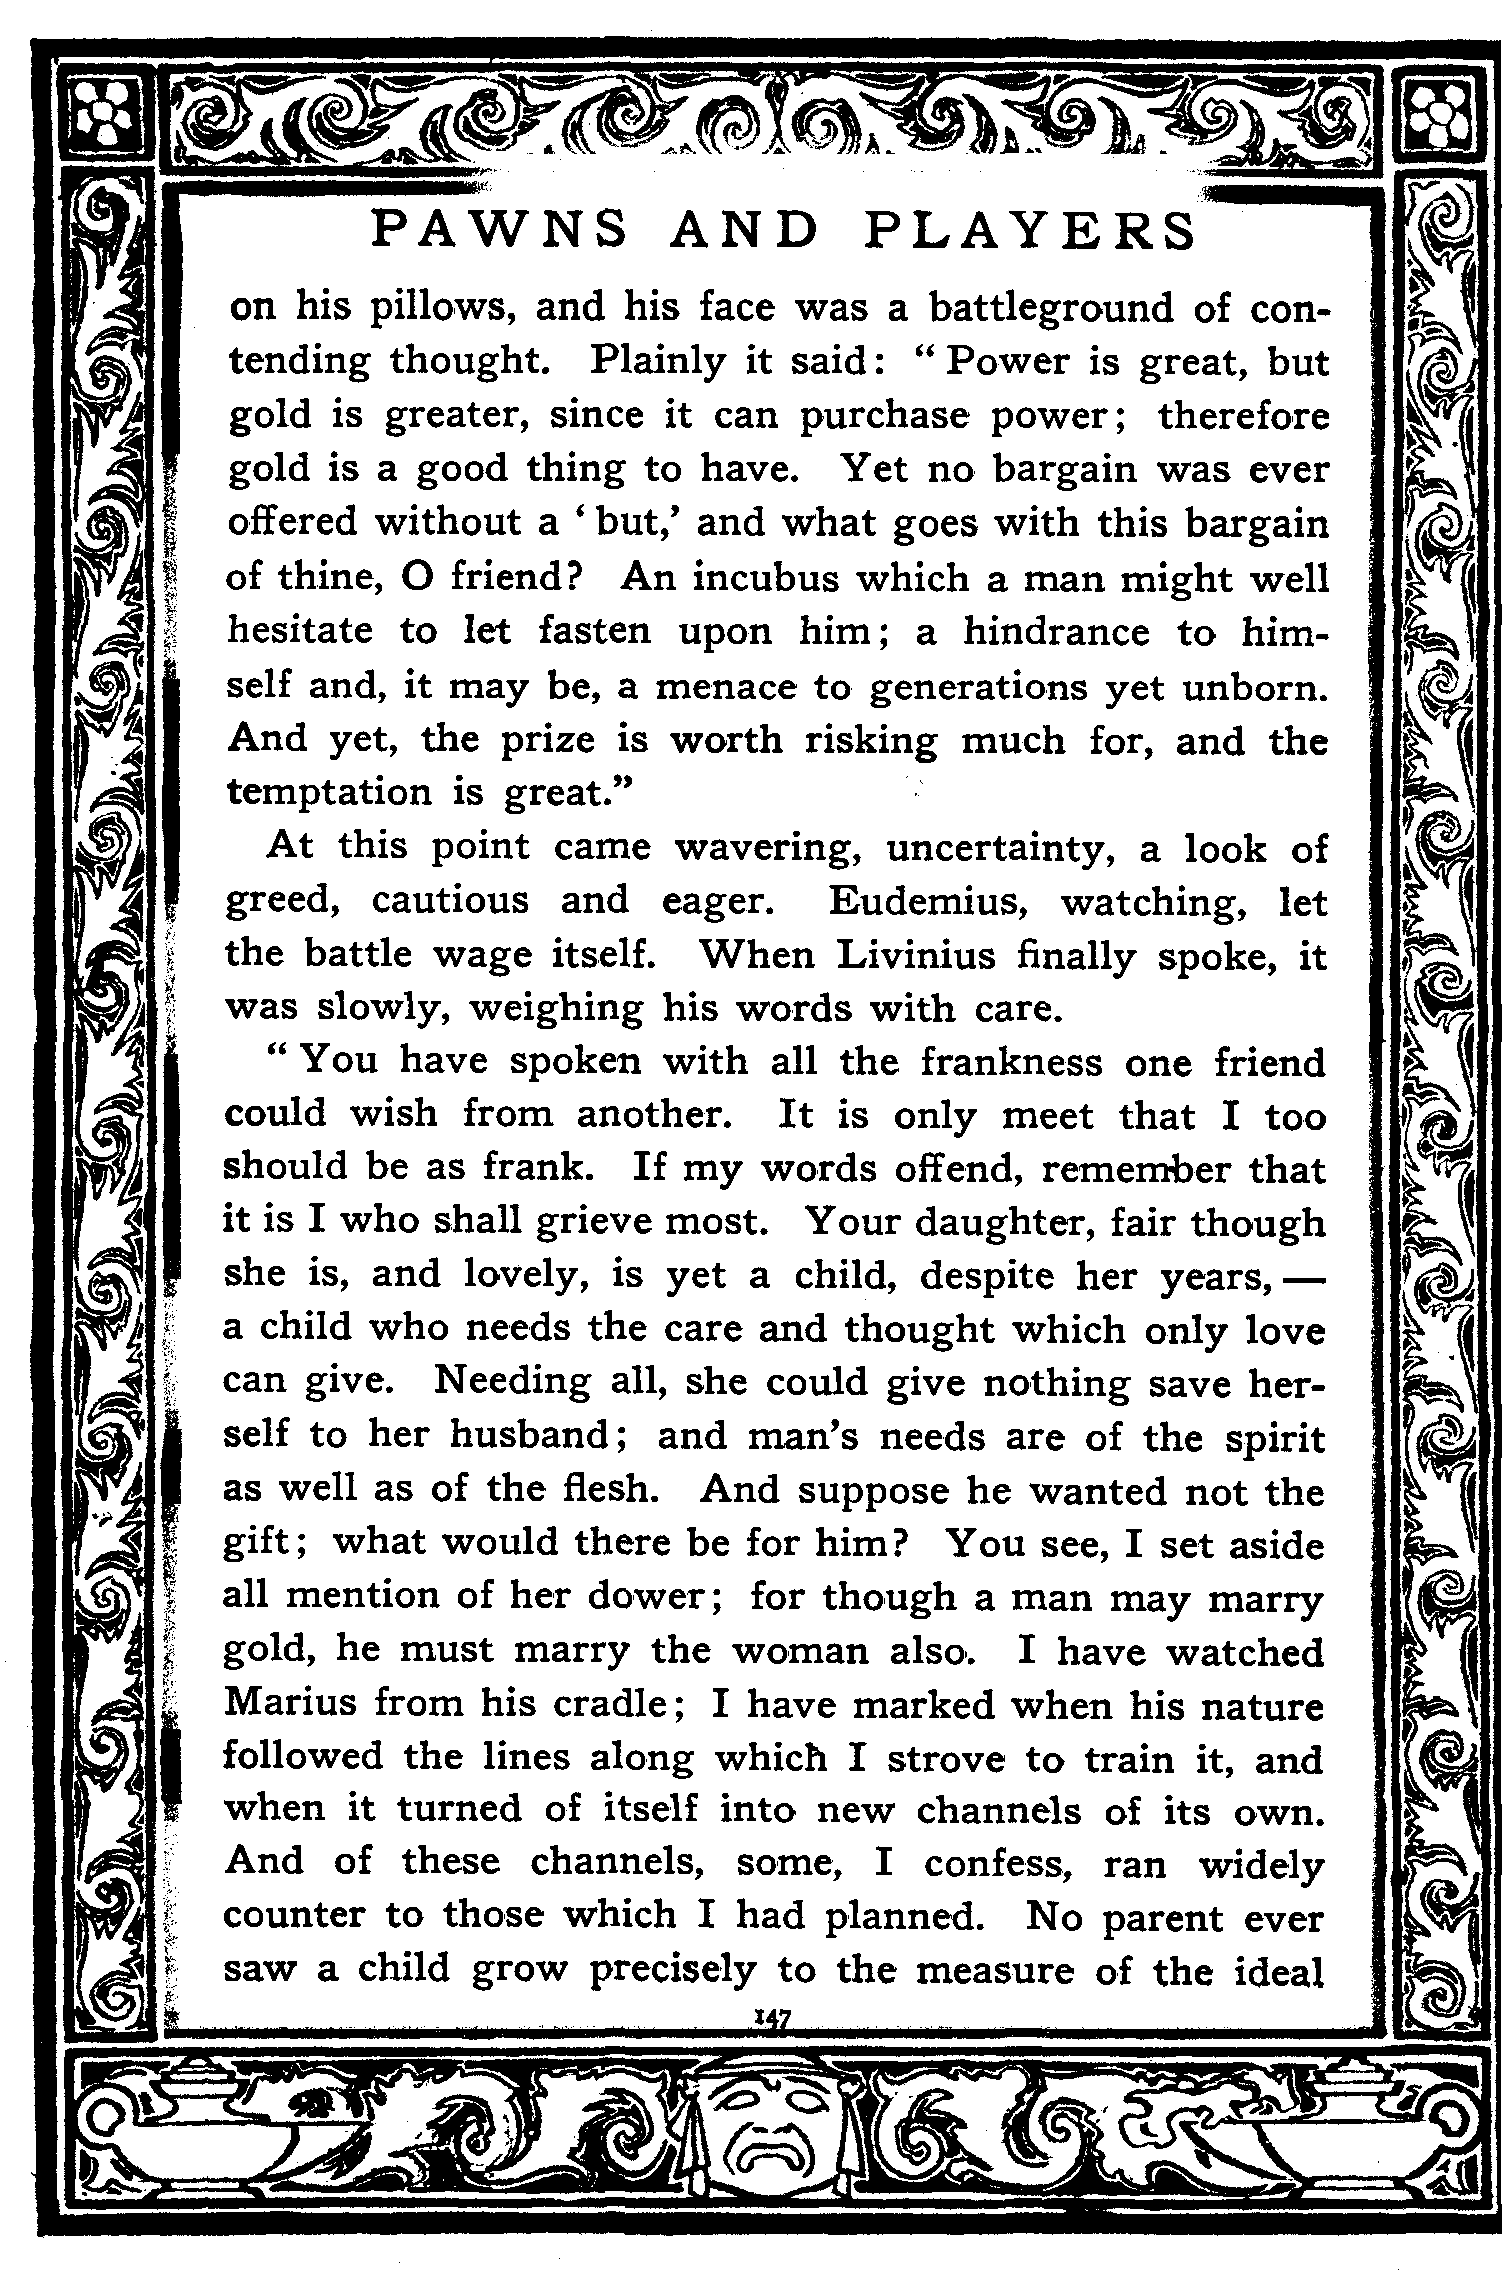 PAWNS AND PLAYERS
on his pillows, and his face was a battleground of con-
tending thought. Plainly it said: “ Power is great, but
gold is greater, since it can purchase power; therefore
gold is a good thing to have. Yet no bargain was ever
offered without a ‘ but,’ and what goes with this bargain
of thine, O friend? An incubus which a man might well
hesitate to let fasten upon him; a hindrance to him-
self and, it may be, a menace to generations yet unborn.
And yet, the prize is worth risking much for, and the
temptation is great.”
At this point came wavering, uncertainty, a look of
greed, cautious and eager. Eudemius, watching, let
the battle wage itself. When Livinius finally spoke, it
was slowly, weighing his words with care.
“ You have spoken with all the frankness one friend
could wish from another. It is only meet that I too
should be as frank. If my words offend, remember that
it is I who shall grieve most. Your daughter, fair though
she is, and lovely, is yet a child, despite her years, —
a child who needs the care and thought which only love
can give. Needing all, she could give nothing save her-
self to her husband; and man’s needs are of the spirit
as well as of the flesh. And suppose he wanted not the
gift; what would there be for him? You see, I set aside
all mention of her dower; for though a man may marry
gold, he must marry the woman also. I have watched
Marius from his cradle; I have marked when his nature
followed the lines along which I strove to train it, and
when it turned of itself into new channels of its own.
And of these channels, some, I confess, ran widely
counter to those which I had planned. No parent ever
saw a child grow precisely to the measure of the ideal
147